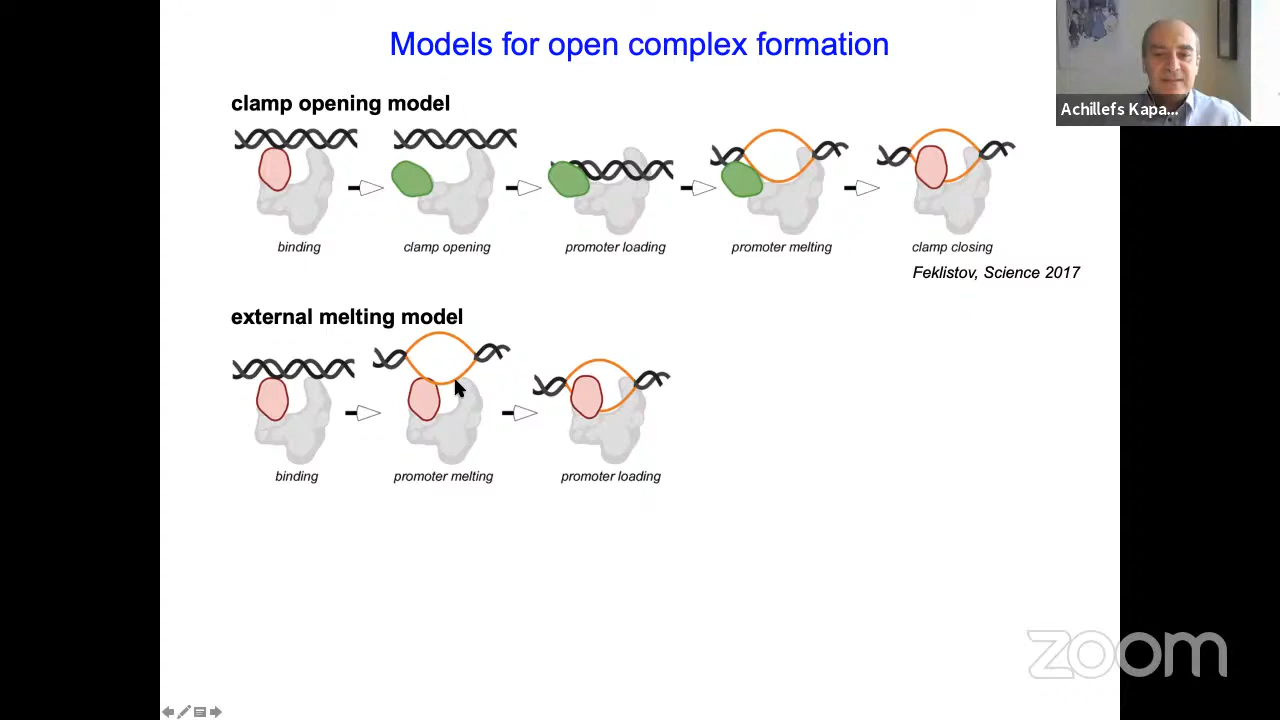 Models for open complex formation
Achillefs Kapa...
clamp opening model
binding
clamp opening
promoter loading
promoter melting
clamp closing
Feklistov, Science 2017
external melting model
binding
promoter melting
promoter loading
zoom